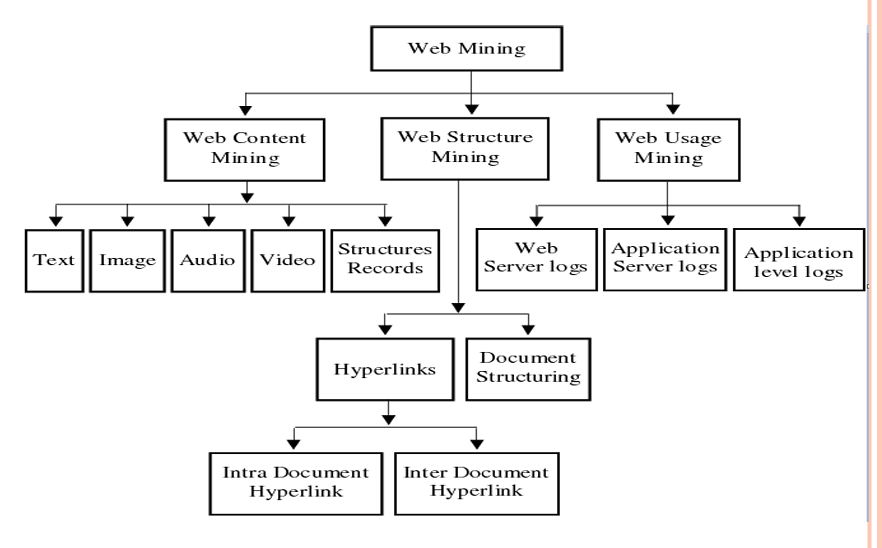 Web Mining
Web Content
Mining
Web Structure
Mining
Web Usage
Mining
Text
Image
Audio
Video
Structures
Records
Web
Server logs
Application
Server logs
Application
level logs
Hyperlinks
Document
Structuring
Intra Document
Hyperlink
Inter Document
Hyperlink